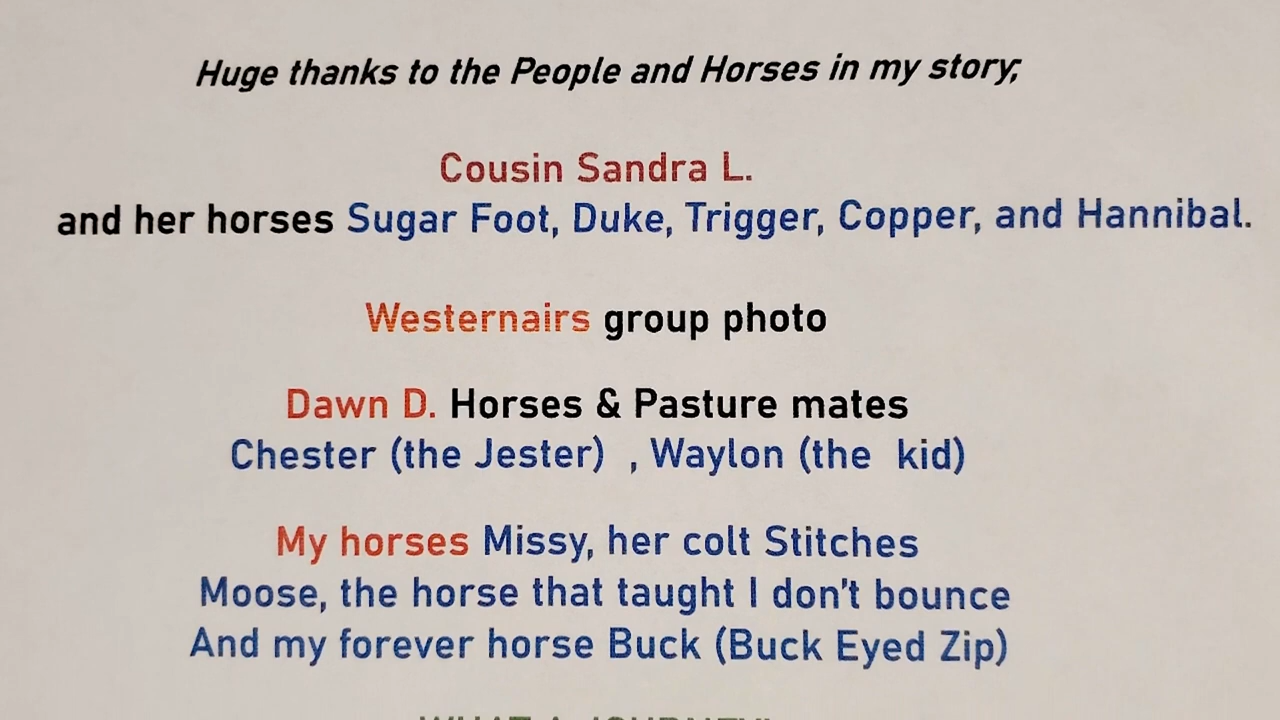 Huge thanks to the People and Horses in my story;
Cousin Sandra L.
and her horses Sugar Foot, Duke, Trigger, Copper, and Hannibal.
Westernairs group photo
Dawn D. Horses & Pasture mates
Chester (the Jester) , Waylon (the kid)
My horses Missy, her colt Stitches
Moose, the horse that taught I don't bounce
And my forever horse Buck (Buck Eyed Zip)
WHAT A JOURNEY!